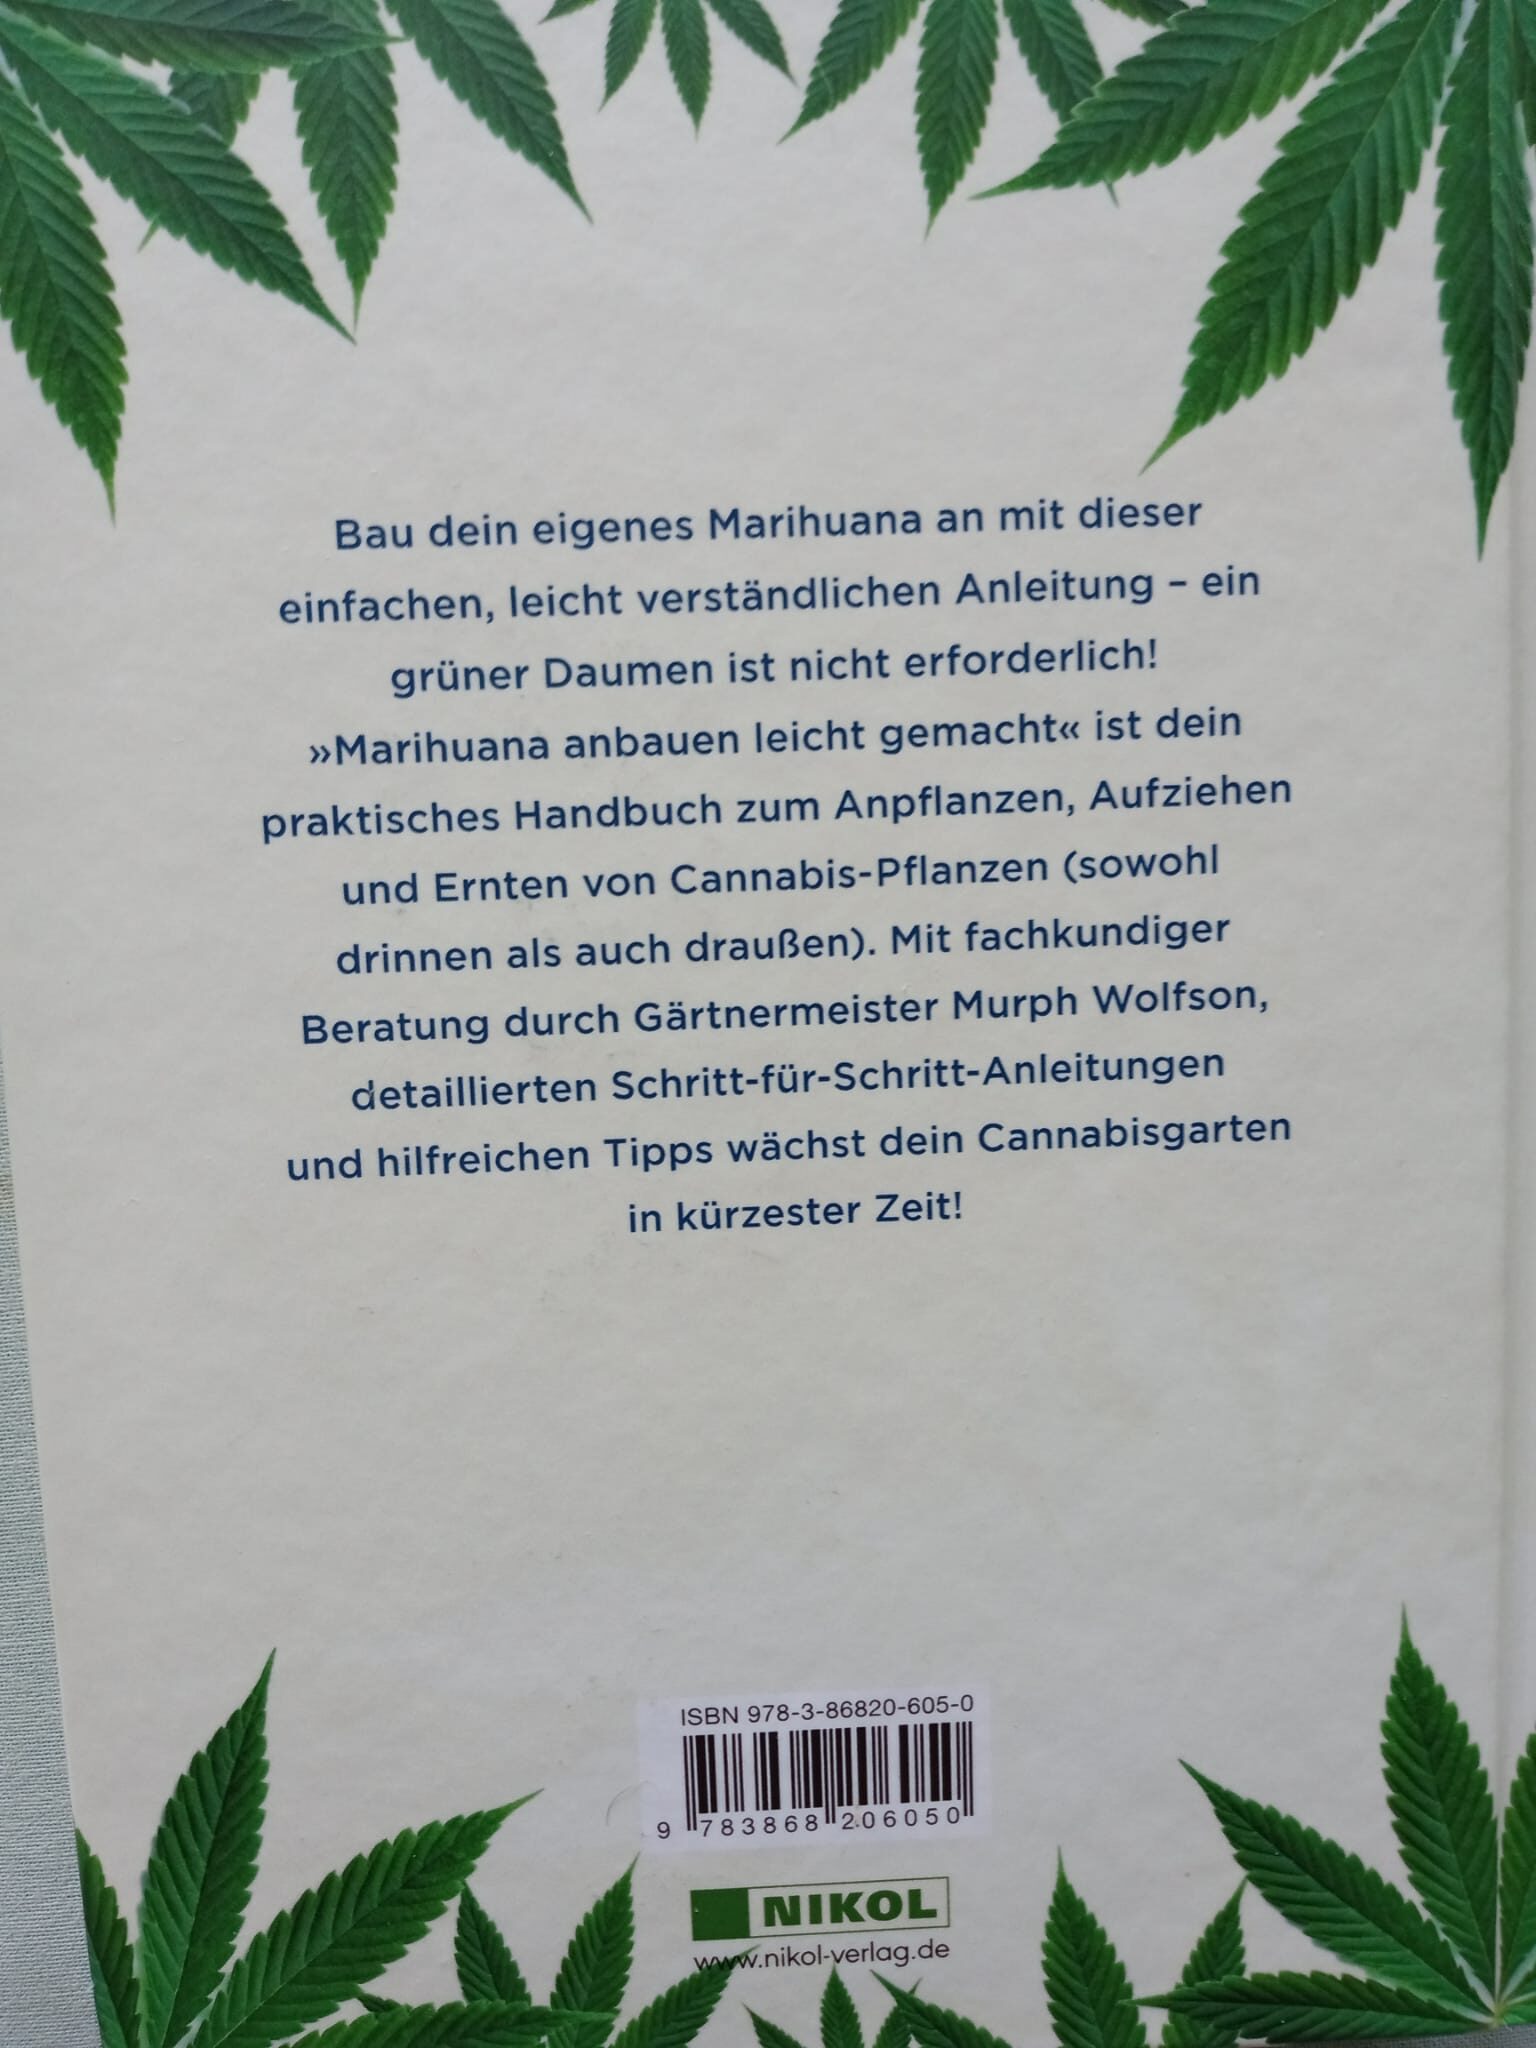 Bau dein eigenes Marihuana an mit dieser
einfachen, leicht verständlichen Anleitung – ein
grüner Daumen ist nicht erforderlich!
»Marihuana anbauen leicht gemacht« ist dein
praktisches Handbuch zum Anpflanzen, Aufziehen
und Ernten von Cannabis-Pflanzen (sowohl
drinnen als auch draußen). Mit fachkundiger
Beratung durch Gärtnermeister Murph Wolfson,
detaillierten Schritt-für-Schritt-Anleitungen
und hilfreichen Tipps wächst dein Cannabisgarten
in kürzester Zeit!
ISBN 978-3-86820-605-0
9 783868 206050
NIKOL
www.nikol-verlag.de